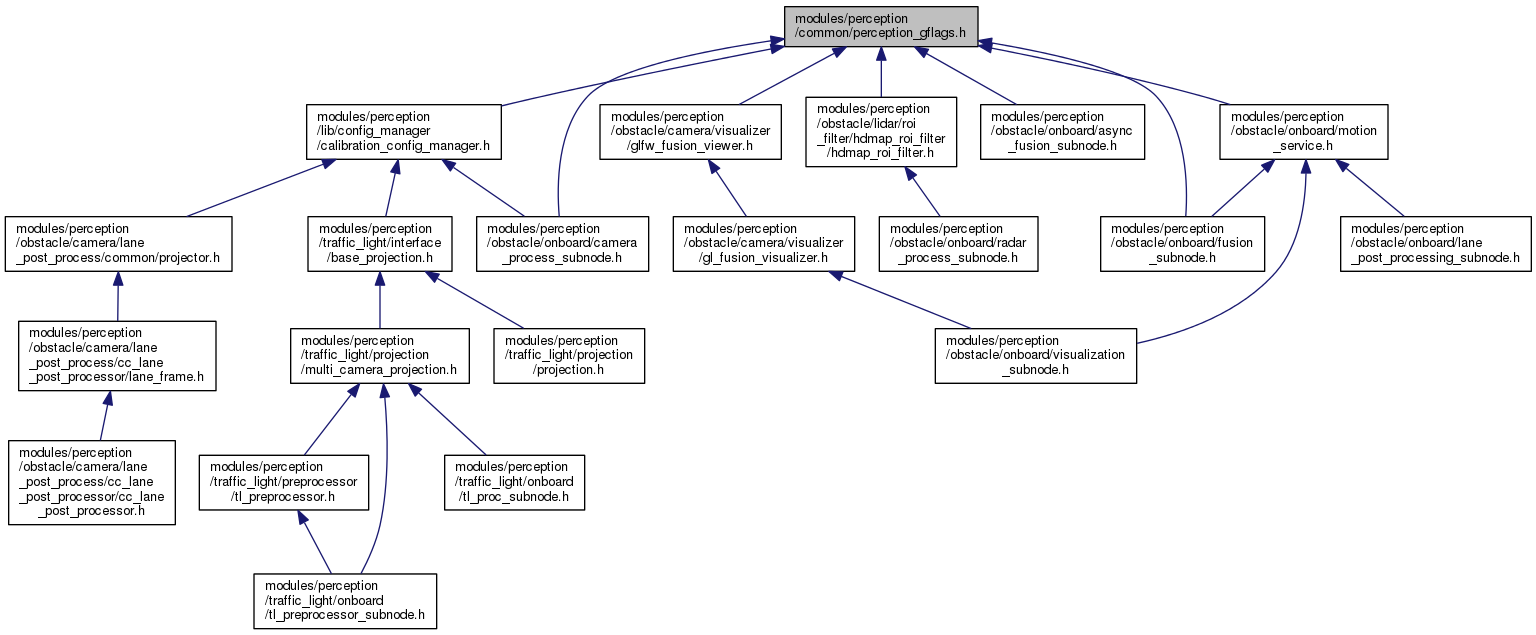 modules/perception
/common/perception_gflags.h
modules/perception
/lib/config_manager
/calibration_config_manager.h
modules/perception
/obstacle/camera/visualizer
/glfw_fusion_viewer.h
modules/perception
/obstacle/lidar/roi
_filter/hdmap_roi_filter
/hdmap_roi_filter.h
modules/perception
/obstacle/onboard/async
_fusion_subnode.h
modules/perception
/obstacle/onboard/motion
_service.h
modules/perception
/obstacle/camera/lane
_post_process/common/projector.h
modules/perception
/traffic_light/interface
/base_projection.h
modules/perception
/obstacle/onboard/camera
_process_subnode.h
modules/perception
/obstacle/camera/visualizer
/gl_fusion_visualizer.h
modules/perception
/obstacle/onboard/radar
_process_subnode.h
modules/perception
/obstacle/onboard/fusion
_subnode.h
modules/perception
/obstacle/onboard/lane
_post_processing_subnode.h
modules/perception
/obstacle/camera/lane
_post_process/cc_lane
_post_processor/lane_frame.h
modules/perception
/traffic_light/projection
/multi_camera_projection.h
modules/perception
/traffic_light/projection
/projection.h
modules/perception
/obstacle/onboard/visualization
_subnode.h
modules/perception
/obstacle/camera/lane
_post_process/cc_lane
_post_processor/cc_lane
_post_processor.h
modules/perception
/traffic_light/preprocessor
/tl_preprocessor.h
modules/perception
/traffic_light/onboard
/tl_proc_subnode.h
modules/perception
/traffic_light/onboard
/tl_preprocessor_subnode.h